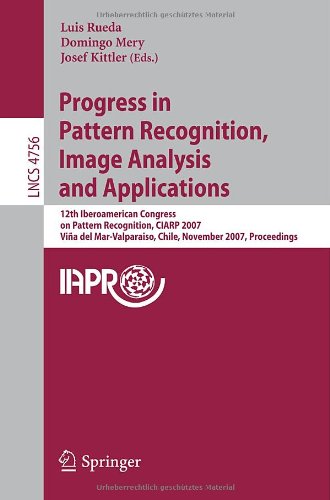 Urheberrechtlich geschütztes Material
Luis Rueda
Domingo Mery
Josef Kittler (Eds.)
LNCS 4756
Progress in
Pattern Recognition,
Image Analysis
and Applications
12th Iberoamerican Congress
on Pattern Recognition, CIARP 2007
Viña del Mar-Valparaiso, Chile, November 2007, Proceedings
IAPR
Springer
Urheberrechtlich geschütztes Material